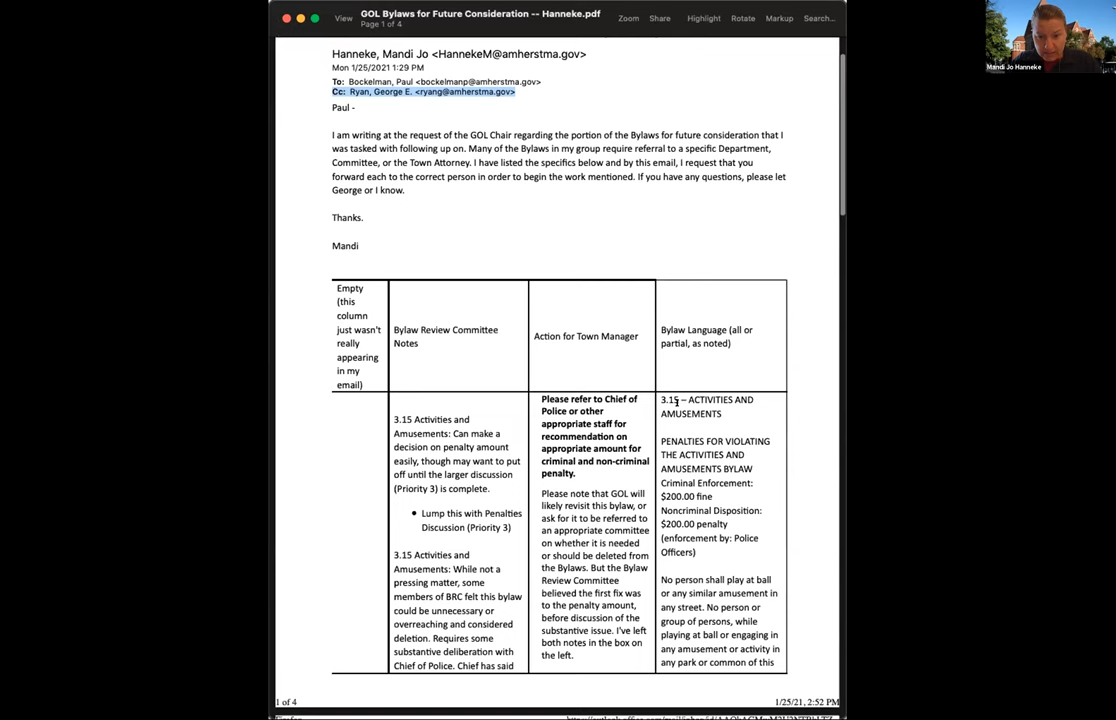 View
GOL Bylaws for Future Consideration -- Hanneke.pdf
Page 1 of 4
Zoom
Share
Highlight
Rotate
Markup
Search...
Mandi Jo Hanneke
Hanneke, Mandi Jo <HannekeM@amherstma.gov>
Mon 1/25/2021 1:29 PM
To: Bockelman, Paul <bockelmanp@amherstma.gov>
Cc: Ryan, George E. <ryang@amherstma.gov>
Paul -
I am writing at the request of the GOL Chair regarding the portion of the Bylaws for future consideration that I
was tasked with following up on. Many of the Bylaws in my group require referral to a specific Department,
Committee, or the Town Attorney. I have listed the specifics below and by this email, I request that you
forward each to the correct person in order to begin the work mentioned. If you have any questions, please let
George or I know.
Thanks.
Mandi
Empty
(this
column
just wasn't
really
appearing
in my
email)
Bylaw Review Committee
Notes
Action for Town Manager
Bylaw Language (all or
partial, as noted)
3.15 Activities and
Amusements: Can make a
decision on penalty amount
easily, though may want to put
off until the larger discussion
(Priority 3) is complete.
• Lump this with Penalties
Discussion (Priority 3)
3.15 Activities and
Amusements: While not a
pressing matter, some
members of BRC felt this bylaw
could be unnecessary or
overreaching and considered
deletion. Requires some
substantive deliberation with
Chief of Police. Chief has said
Please refer to Chief of
Police or other
appropriate staff for
recommendation on
appropriate amount for
criminal and non-criminal
penalty.
Please note that GOL will
likely revisit this bylaw, or
ask for it to be referred to
an appropriate committee
on whether it is needed
or should be deleted from
the Bylaws. But the Bylaw
Review Committee
believed the first fix was
to the penalty amount,
before discussion of the
substantive issue. I've left
both notes in the box on
the left.
3.15 – ACTIVITIES AND
AMUSEMENTS
PENALTIES FOR VIOLATING
THE ACTIVITIES AND
AMUSEMENTS BYLAW
Criminal Enforcement:
$200.00 fine
Noncriminal Disposition:
$200.00 penalty
(enforcement by: Police
Officers)
No person shall play at ball
or any similar amusement in
any street. No person or
group of persons, while
playing at ball or engaging in
any amusement or activity in
any park or common of this
1 of 4
1/25/21, 2:52 PM